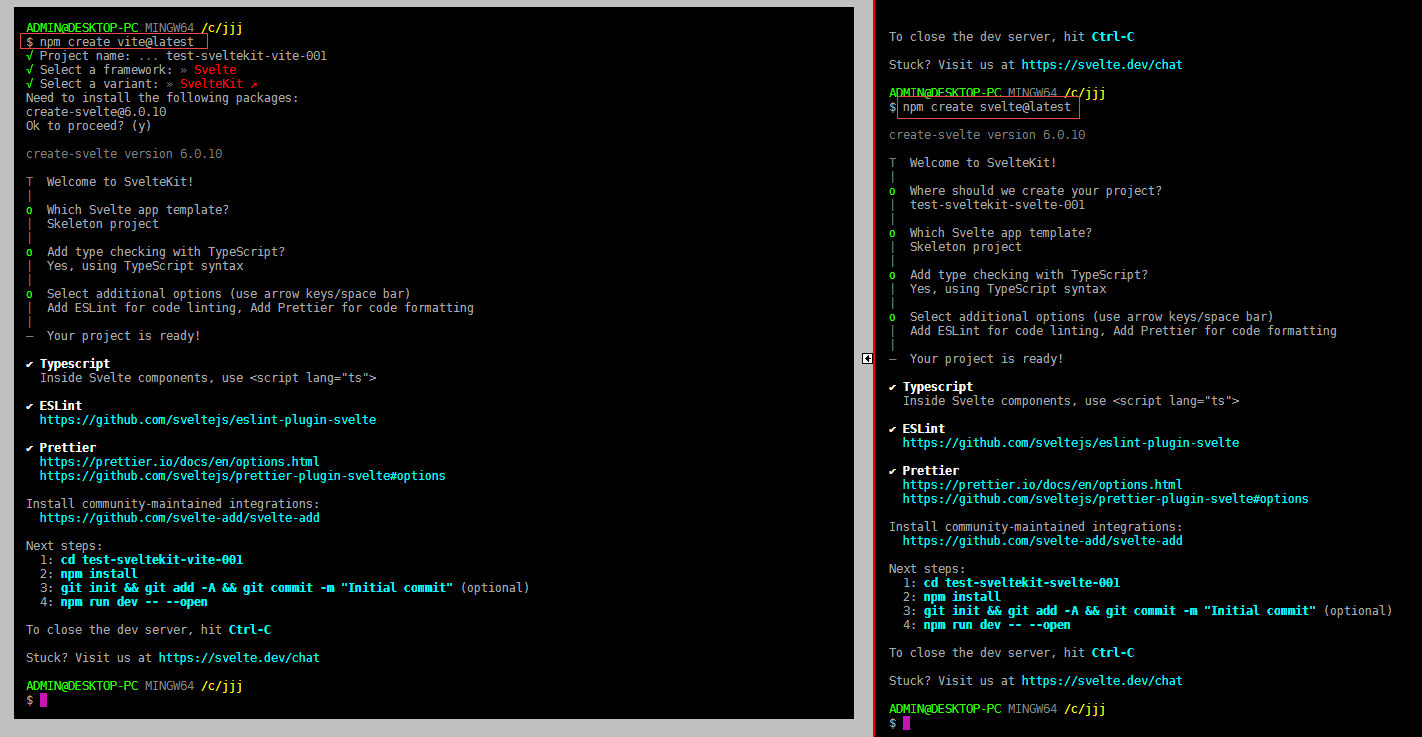 ADMIN@DESKTOP-PC MINGW64 /c/jjj
$ npm create vite@latest
√ Project name: ... test-sveltekit-vite-001
√ Select a framework: » Svelte
√ Select a variant: » SvelteKit ↗
Need to install the following packages:
create-svelte@6.0.10
Ok to proceed? (y)
create-svelte version 6.0.10
T  Welcome to SvelteKit!
|
o  Which Svelte app template?
|  Skeleton project
|
o  Add type checking with TypeScript?
|  Yes, using TypeScript syntax
|
o  Select additional options (use arrow keys/space bar)
|  Add ESLint for code linting, Add Prettier for code formatting
|
—  Your project is ready!
✔ Typescript
  Inside Svelte components, use <script lang="ts">
✔ ESLint
  https://github.com/sveltejs/eslint-plugin-svelte
✔ Prettier
  https://prettier.io/docs/en/options.html
  https://github.com/sveltejs/prettier-plugin-svelte#options
Install community-maintained integrations:
  https://github.com/svelte-add/svelte-add
Next steps:
  1: cd test-sveltekit-vite-001
  2: npm install
  3: git init && git add -A && git commit -m "Initial commit" (optional)
  4: npm run dev -- --open
To close the dev server, hit Ctrl-C
Stuck? Visit us at https://svelte.dev/chat
ADMIN@DESKTOP-PC MINGW64 /c/jjj
$
To close the dev server, hit Ctrl-C
Stuck? Visit us at https://svelte.dev/chat
ADMIN@DESKTOP-PC MINGW64 /c/jjj
$ npm create svelte@latest
create-svelte version 6.0.10
T  Welcome to SvelteKit!
|
o  Where should we create your project?
|  test-sveltekit-svelte-001
|
o  Which Svelte app template?
|  Skeleton project
|
o  Add type checking with TypeScript?
|  Yes, using TypeScript syntax
|
o  Select additional options (use arrow keys/space bar)
|  Add ESLint for code linting, Add Prettier for code formatting
|
—  Your project is ready!
✔ Typescript
  Inside Svelte components, use <script lang="ts">
✔ ESLint
  https://github.com/sveltejs/eslint-plugin-svelte
✔ Prettier
  https://prettier.io/docs/en/options.html
  https://github.com/sveltejs/prettier-plugin-svelte#options
Install community-maintained integrations:
  https://github.com/svelte-add/svelte-add
Next steps:
  1: cd test-sveltekit-svelte-001
  2: npm install
  3: git init && git add -A && git commit -m "Initial commit" (optional)
  4: npm run dev -- --open
To close the dev server, hit Ctrl-C
Stuck? Visit us at https://svelte.dev/chat
ADMIN@DESKTOP-PC MINGW64 /c/jjj
$